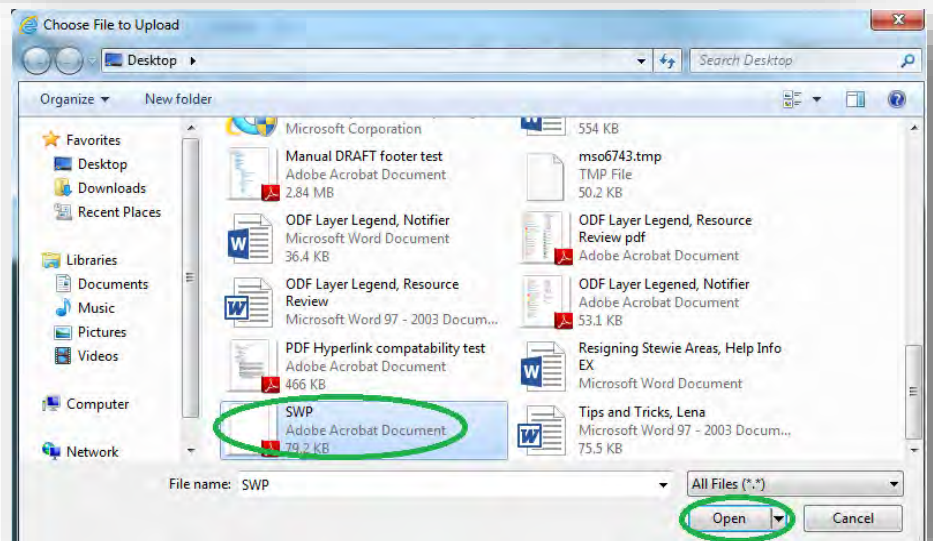 Choose File to Upload
Desktop
Search Desktop
Organize
New folder
Favorites
Desktop
Downloads
Recent Places
Libraries
Documents
Music
Pictures
Videos
Computer
Network
Microsoft Corporation
554 KB
Manual DRAFT footer test
Adobe Acrobat Document
2.84 MB
mso6743.tmp
TMP File
50.2 KB
ODF Layer Legend, Notifier
Microsoft Word Document
36.4 KB
ODF Layer Legend, Resource
Review pdf
Adobe Acrobat Document
ODF Layer Legend, Resource
Review
Microsoft Word 97 - 2003 Docum...
ODF Layer Legened, Notifier
Adobe Acrobat Document
53.1 KB
PDF Hyperlink compatability test
Adobe Acrobat Document
466 KB
Resigning Stewie Areas, Help Info
EX
Microsoft Word Document
SWP
Adobe Acrobat Document
79.2 KB
Tips and Tricks, Lena
Microsoft Word 97 - 2003 Docum...
75.5 KB
File name: SWP
All Files (*.*)
Open
Cancel